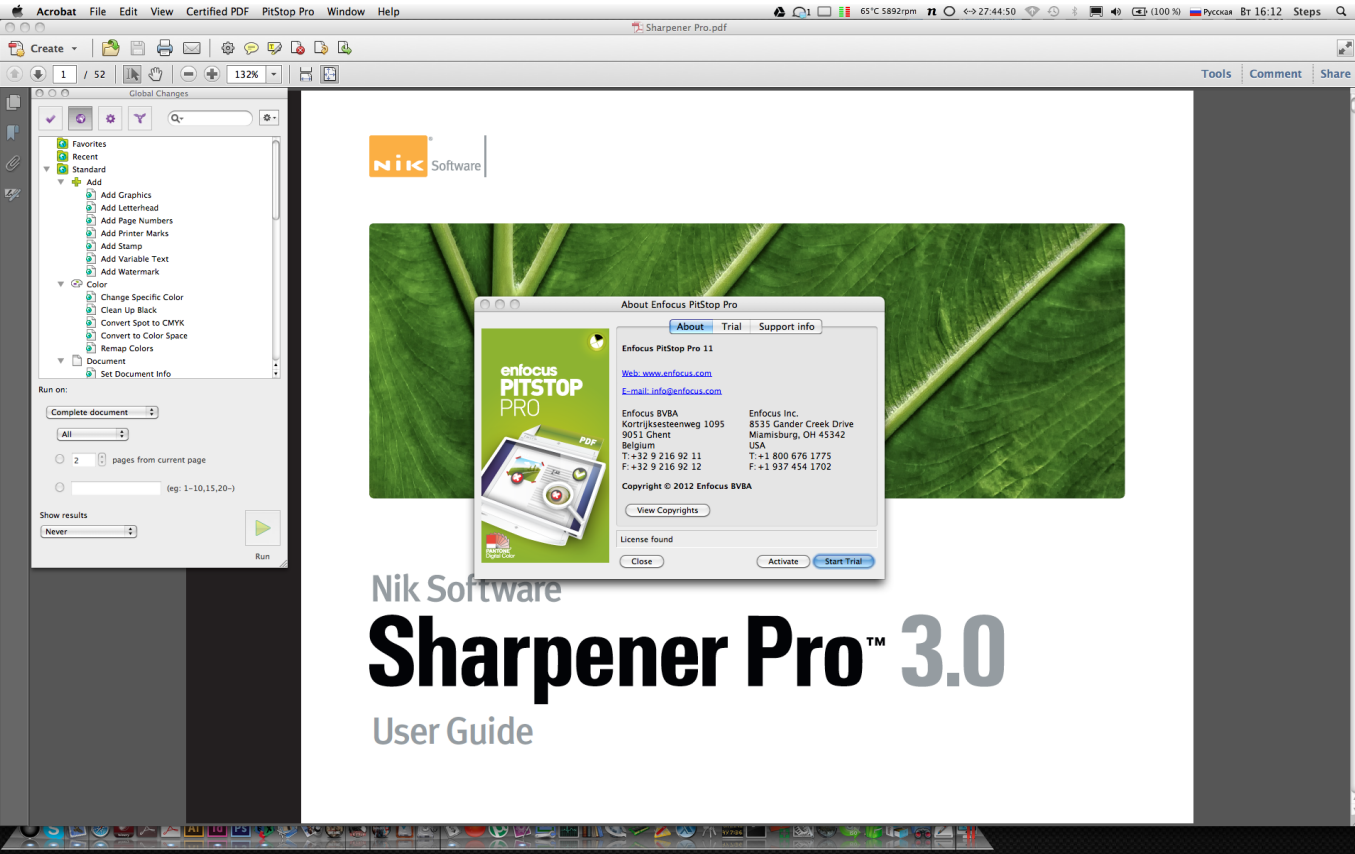 Acrobat File Edit View Certified PDF PitStop Pro Window Help
1 65°C 5892rpm n <·> 27:44:50 (100 %) Русская Вт 16:12 Steps
Sharpener Pro.pdf
Create
1 / 52 132% Tools Comment Share
Global Changes
Favorites
Recent
Standard
Add
Add Graphics
Add Letterhead
Add Page Numbers
Add Printer Marks
Add Stamp
Add Variable Text
Add Watermark
Color
Change Specific Color
Clean Up Black
Convert Spot to CMYK
Convert to Color Space
Remap Colors
Document
Set Document Info
Run on:
Complete document
All
2 pages from current page
(eg: 1-10,15,20-)
Show results
Never
Run
Nik® Software
About Enfocus PitStop Pro
About Trial Support info
enfocus
PITSTOP
PRO
PDF
PANTONE®
Digital Color
Enfocus PitStop Pro 11
Web: www.enfocus.com
E-mail: info@enfocus.com
Enfocus BVBA
Kortrijksesteenweg 1095
9051 Ghent
Belgium
T:+32 9 216 92 11
F:+32 9 216 92 12
Enfocus Inc.
8535 Gander Creek Drive
Miamisburg, OH 45342
USA
T:+1 800 676 1775
F:+1 937 454 1702
Copyright © 2012 Enfocus BVBA
View Copyrights
License found
Close Activate Start Trial
Nik Software
Sharpener Pro™ 3.0
User Guide
Ai Id Ps